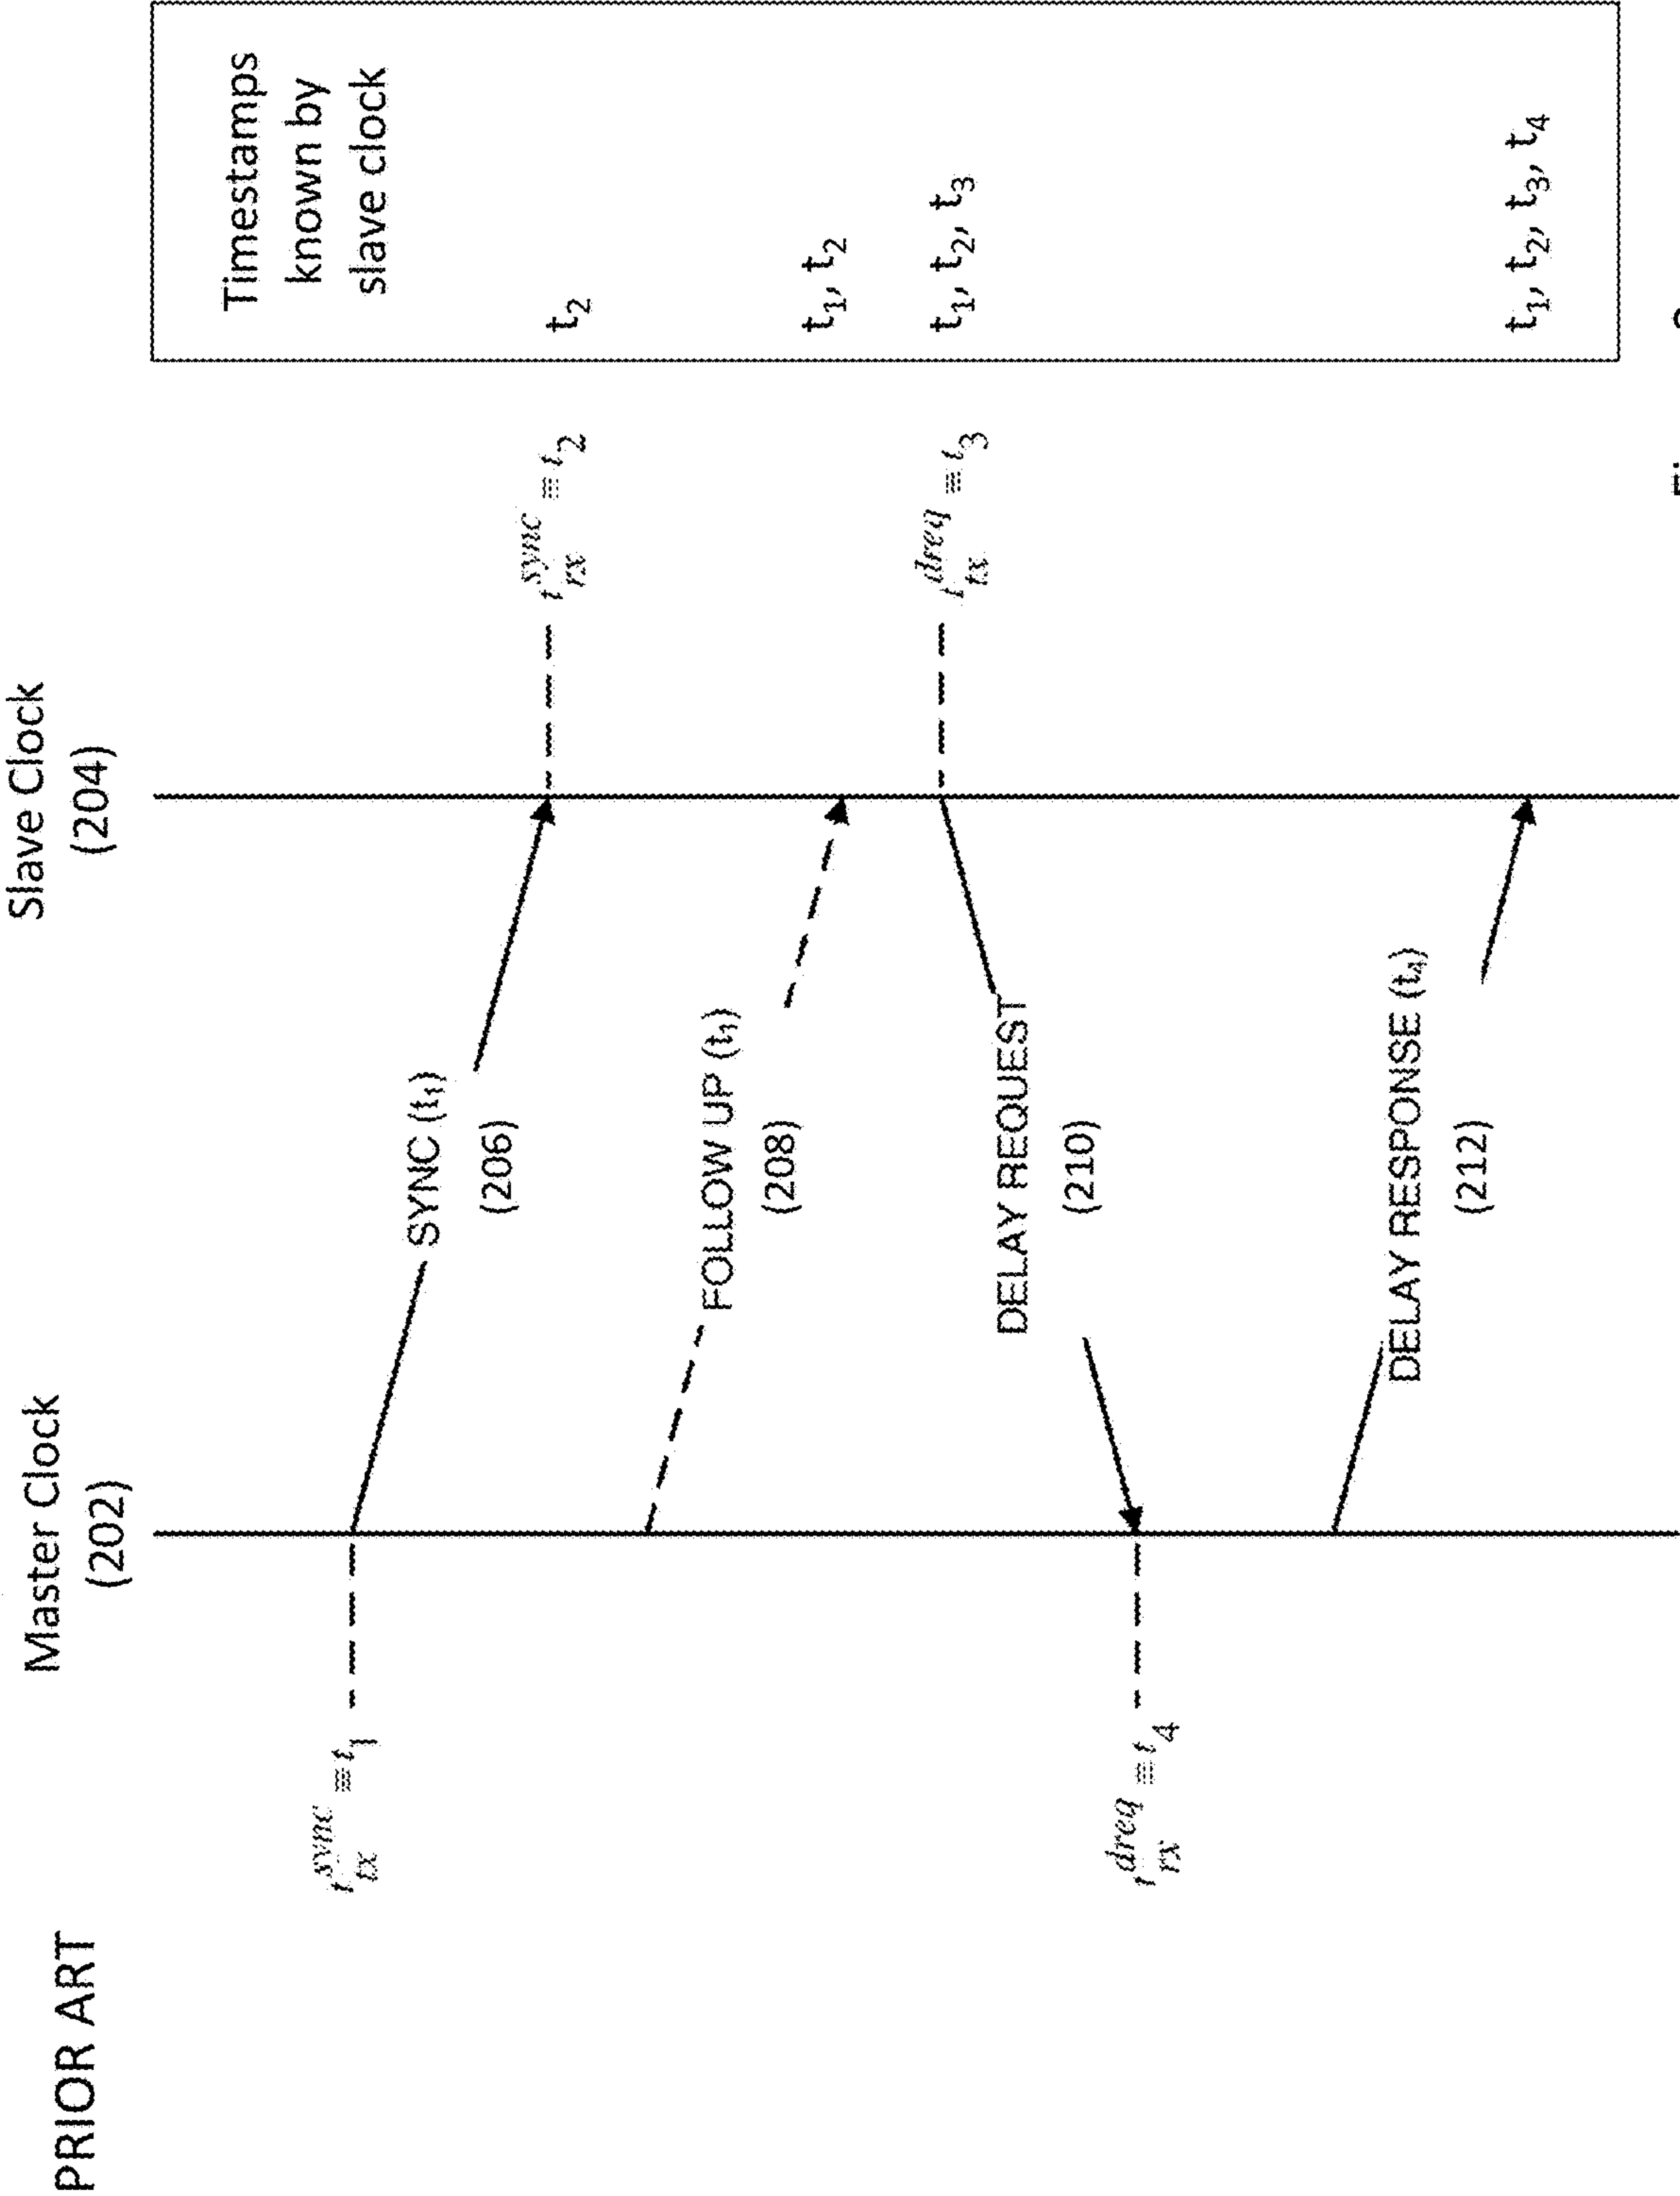 PRIOR ART
Master Clock
(202)
Slave Clock
(204)
Timestamps
known by
slave clock
t_tx^sync ≡ t₁
SYNC (t₁)
(206)
t_rx^sync ≡ t₂
t₂
FOLLOW UP (t₁)
(208)
t₁, t₂
t_tx^dreq ≡ t₃
t₁, t₂, t₃
DELAY REQUEST
(210)
t_rx^dreq ≡ t₄
DELAY RESPONSE (t₄)
(212)
t₁, t₂, t₃, t₄